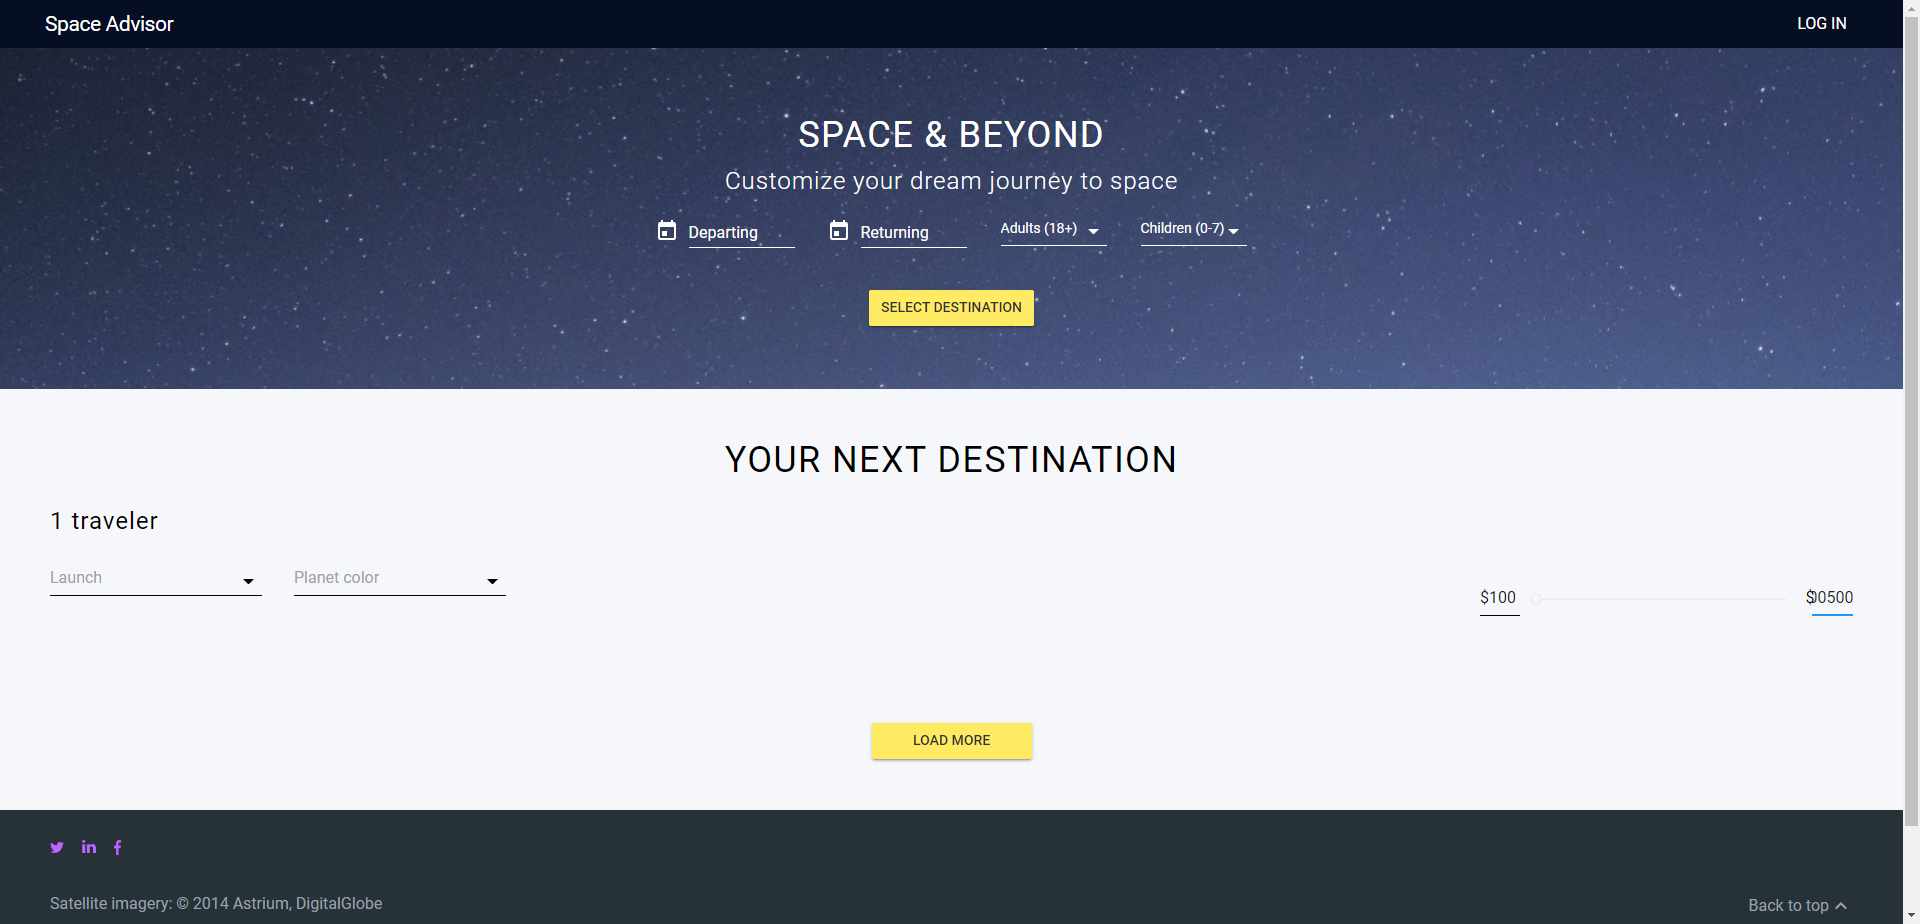 Space Advisor
LOG IN
SPACE & BEYOND
Customize your dream journey to space
Departing
Returning
Adults (18+)
Children (0-7)
SELECT DESTINATION
YOUR NEXT DESTINATION
1 traveler
Launch
Planet color
$100
$00500
LOAD MORE
Satellite imagery: © 2014 Astrium, DigitalGlobe
Back to top